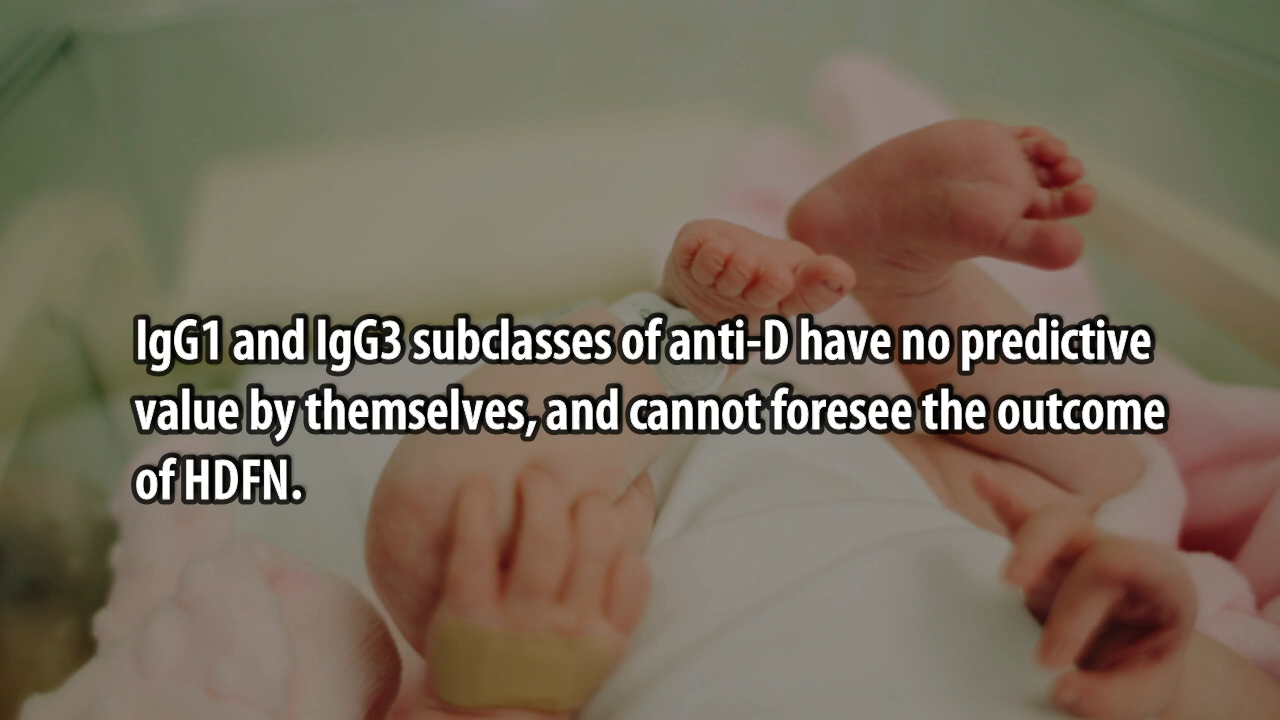 IgG1 and IgG3 subclasses of anti-D have no predictive
value by themselves, and cannot foresee the outcome
of HDFN.